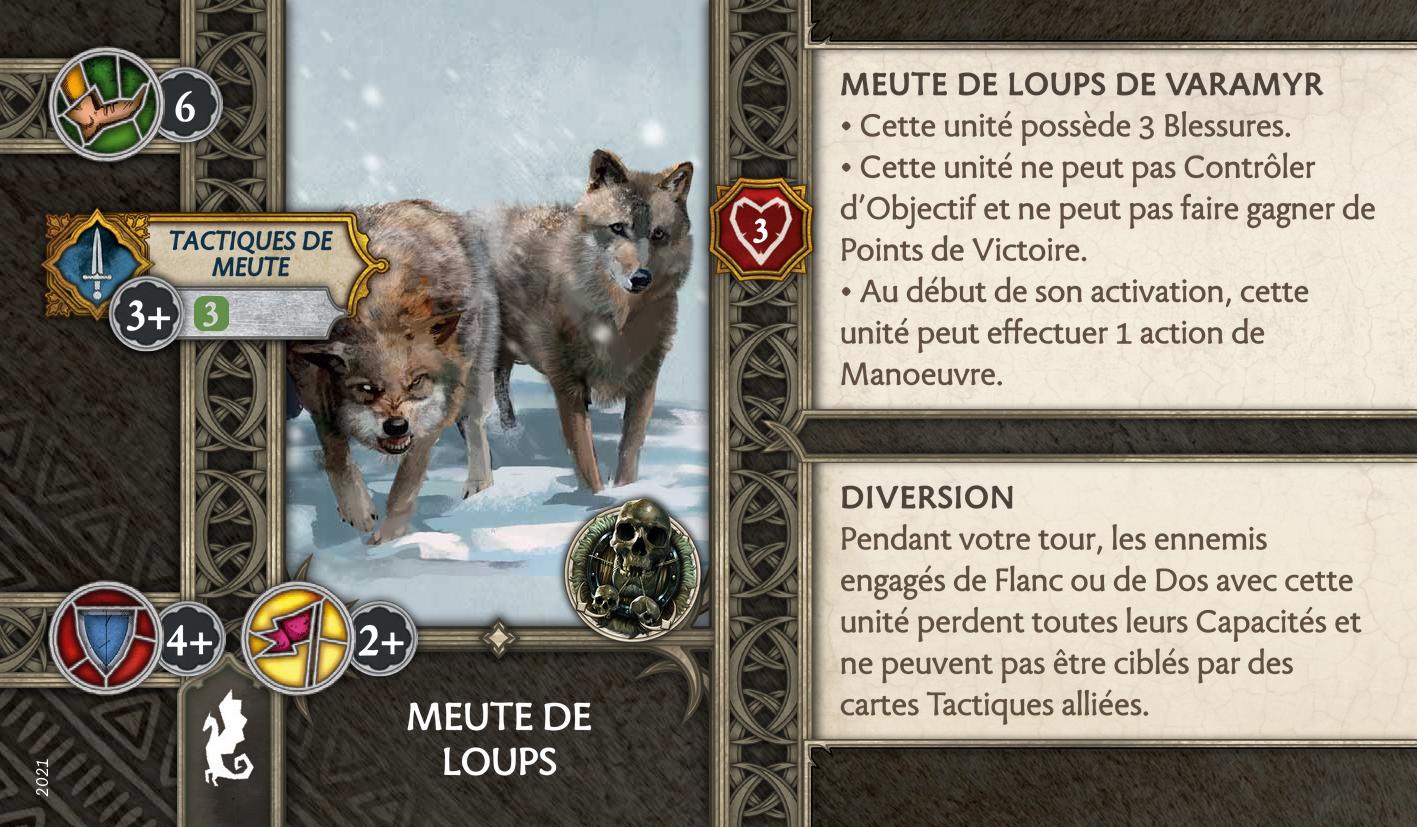 6
TACTIQUES DE
MEUTE
3+ 3
3
4+ 2+
MEUTE DE
LOUPS
2021
MEUTE DE LOUPS DE VARAMYR
• Cette unité possède 3 Blessures.
• Cette unité ne peut pas Contrôler
d'Objectif et ne peut pas faire gagner de
Points de Victoire.
• Au début de son activation, cette
unité peut effectuer 1 action de
Manoeuvre.
DIVERSION
Pendant votre tour, les ennemis
engagés de Flanc ou de Dos avec cette
unité perdent toutes leurs Capacités et
ne peuvent pas être ciblés par des
cartes Tactiques alliées.